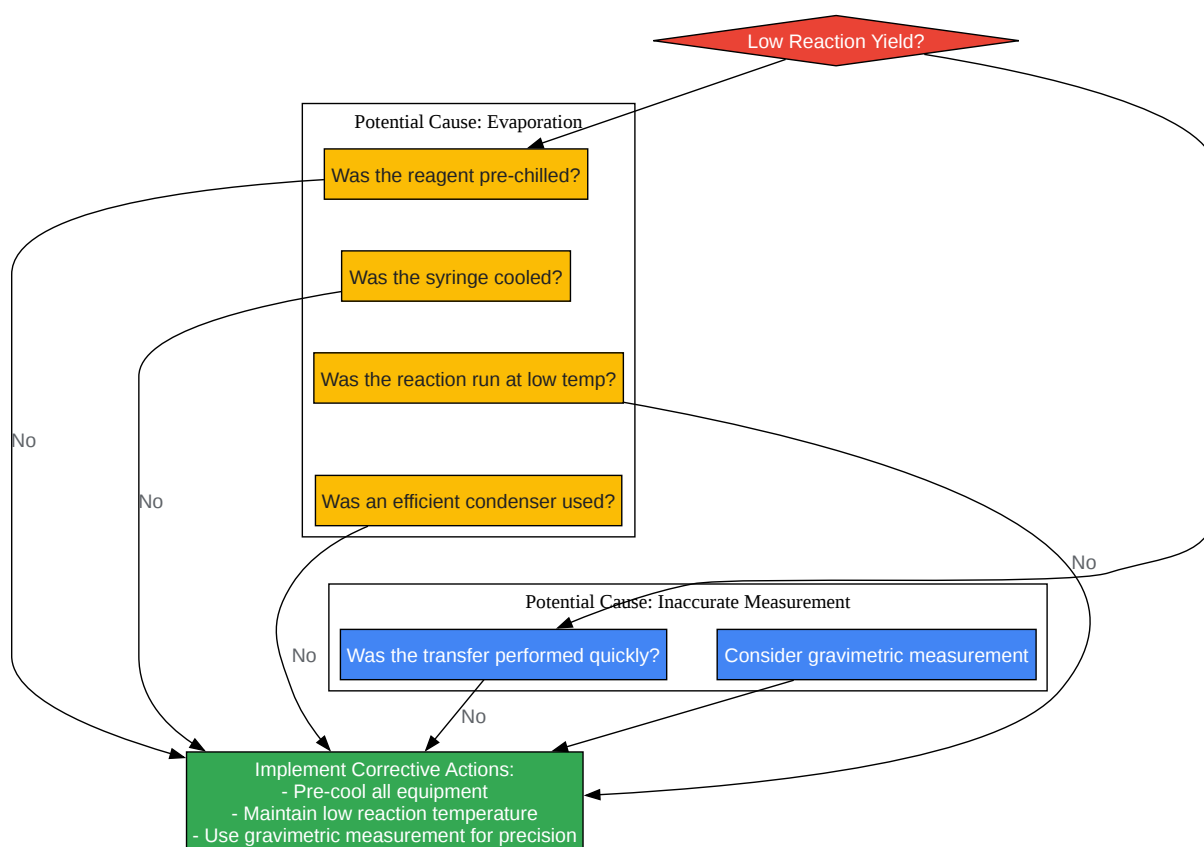 Low Reaction Yield?
Potential Cause: Evaporation
Was the reagent pre-chilled?
Was the syringe cooled?
Was the reaction run at low temp?
No
No
Was an efficient condenser used?
No
Potential Cause: Inaccurate Measurement
No
Was the transfer performed quickly?
Consider gravimetric measurement
No
Implement Corrective Actions:
- Pre-cool all equipment
- Maintain low reaction temperature
- Use gravimetric measurement for precision